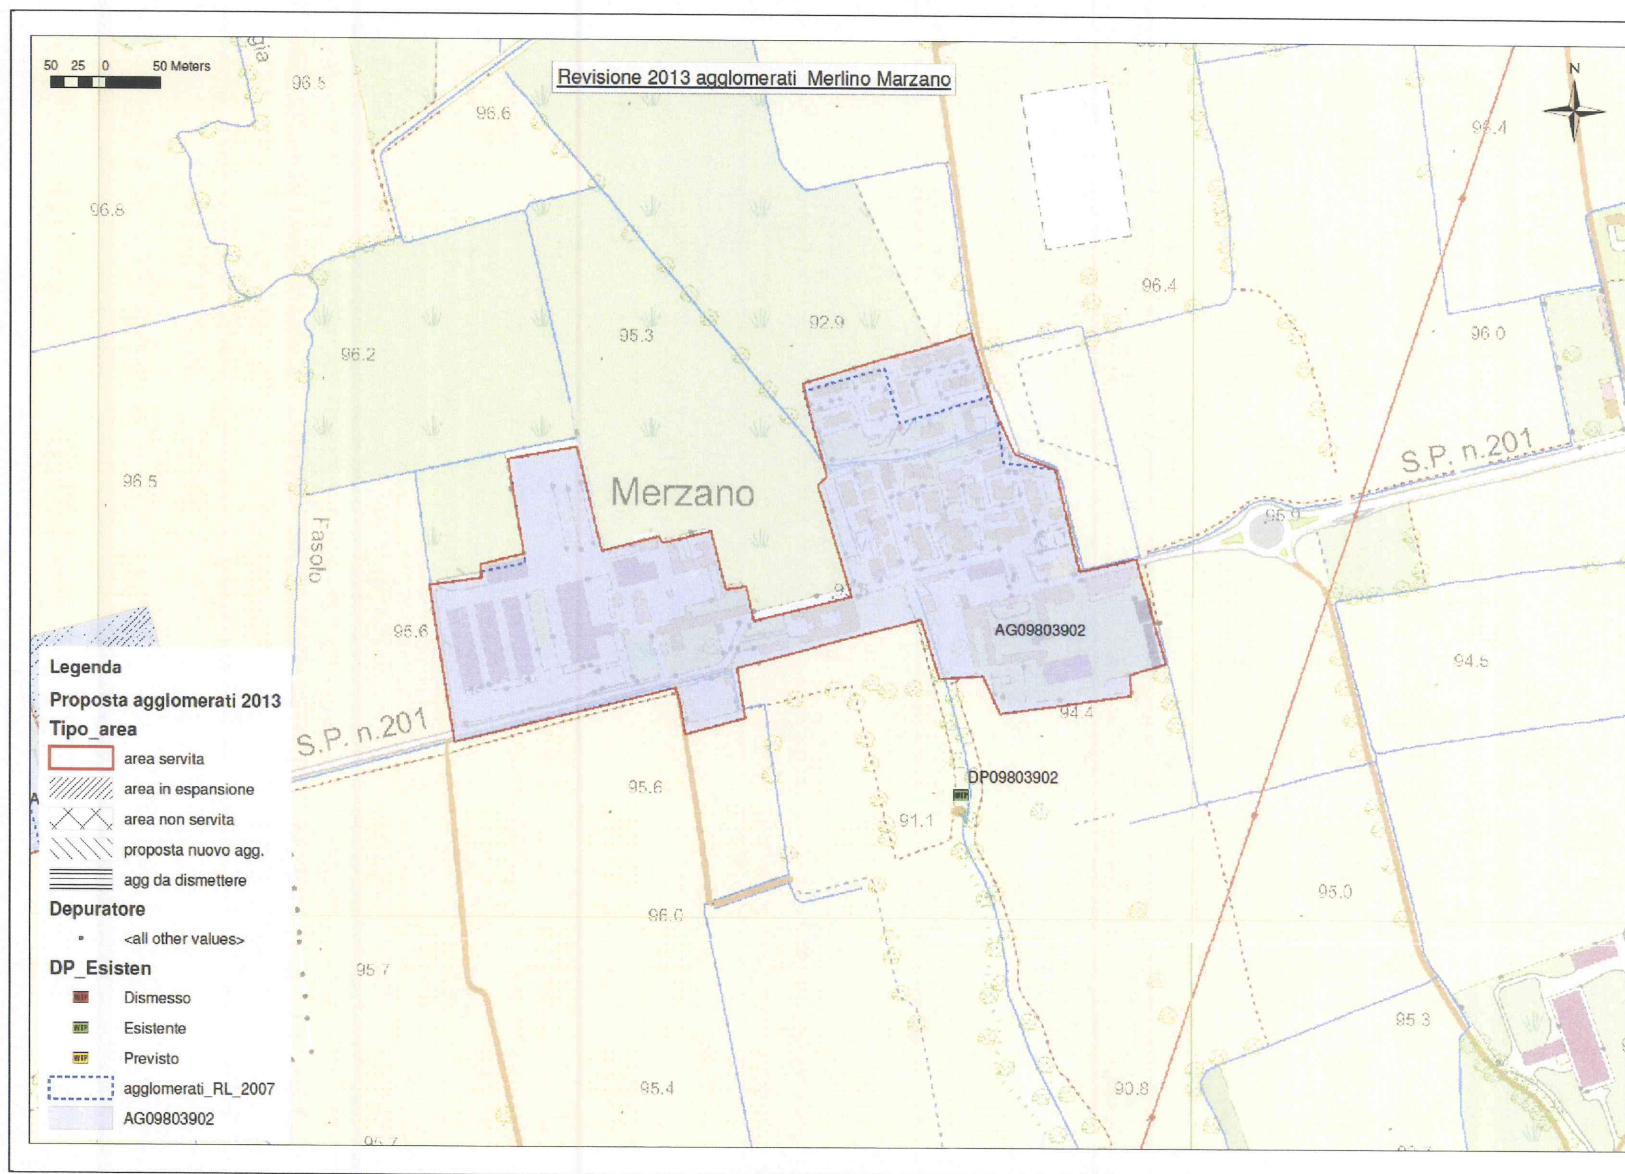 50 25 0 50 Meters
Revisione 2013 agglomerati Merlino Marzano
N
gia
96.5
96.6
96.4
96.8
96.4
96.2
95.3
92.9
96.0
S.P. n.201
96.5
Merzano
Fasolo
95.9
95.6
AG09803902
94.5
S.P. n.201
94.4
DP09803902
95.6
91.1
95.0
96.0
95.7
95.3
95.4
90.8
95.7
Legenda
Proposta agglomerati 2013
Tipo_area
area servita
area in espansione
area non servita
proposta nuovo agg.
agg da dismettere
Depuratore
<all other values>
DP_Esisten
Dismesso
Esistente
Previsto
agglomerati_RL_2007
AG09803902